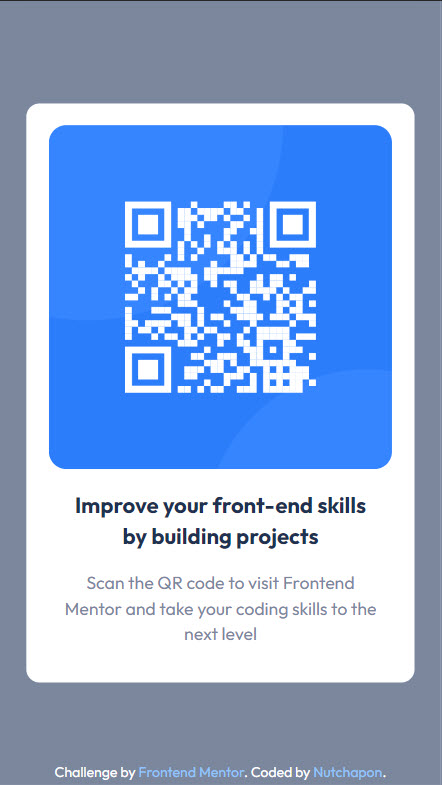 Improve your front-end skills
by building projects
Scan the QR code to visit Frontend
Mentor and take your coding skills to the
next level
Challenge by Frontend Mentor. Coded by Nutchapon.